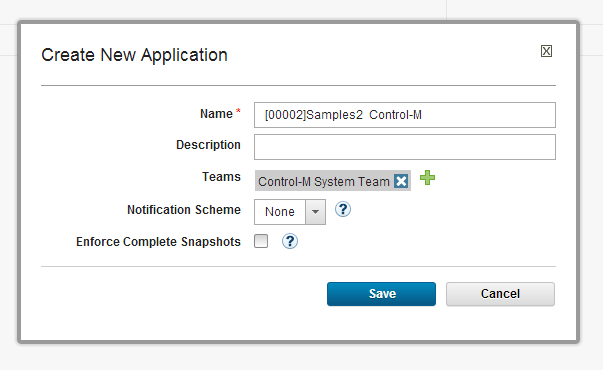 Create New Application
Name *
[00002]Samples2 Control-M
Description
Teams
Control-M System Team
Notification Scheme
None
Enforce Complete Snapshots
Save
Cancel